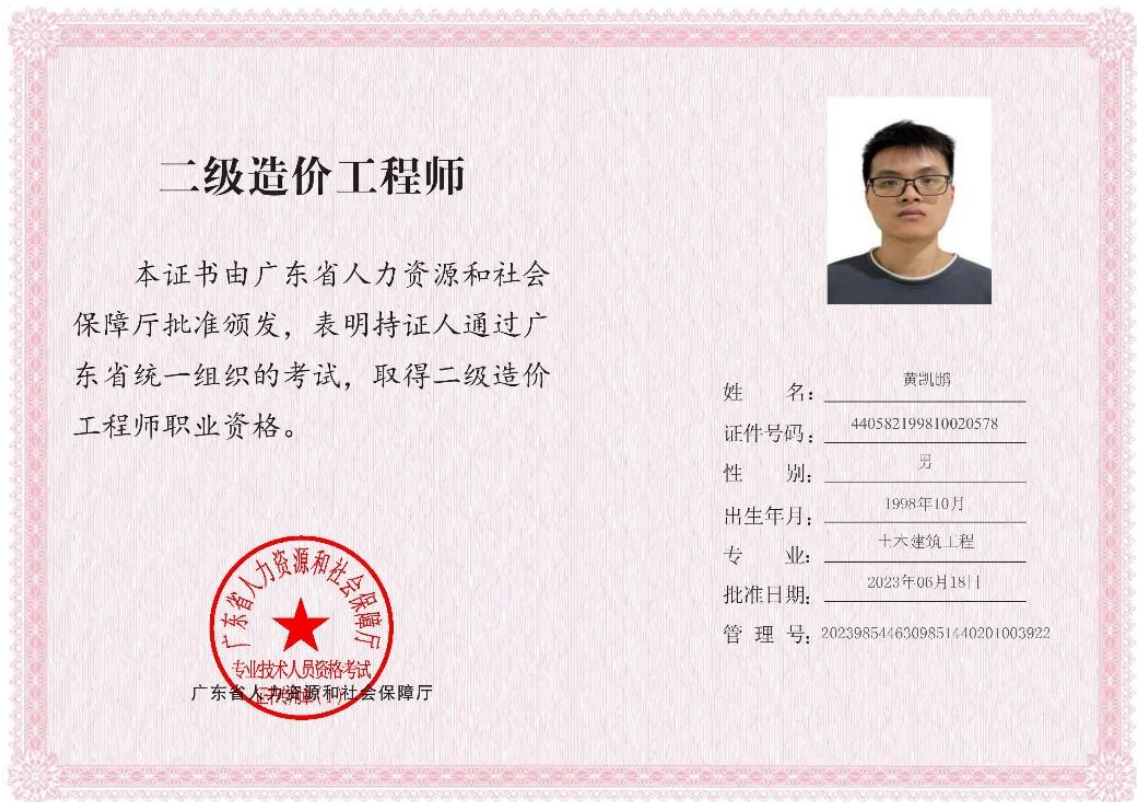 二级造价工程师
本证书由广东省人力资源和社会
保障厅批准颁发，表明持证人通过广
东省统一组织的考试，取得二级造价
工程师职业资格。
广东省人力资源和社会保障厅
专业技术人员资格考试
广东省人力资源和社会保障厅
姓 名：黄凯鹏
证件号码：440582199810020578
性 别：男
出生年月：1998年10月
专 业：土木建筑工程
批准日期：2023年06月18日
管 理 号：2023985446309851440201003922